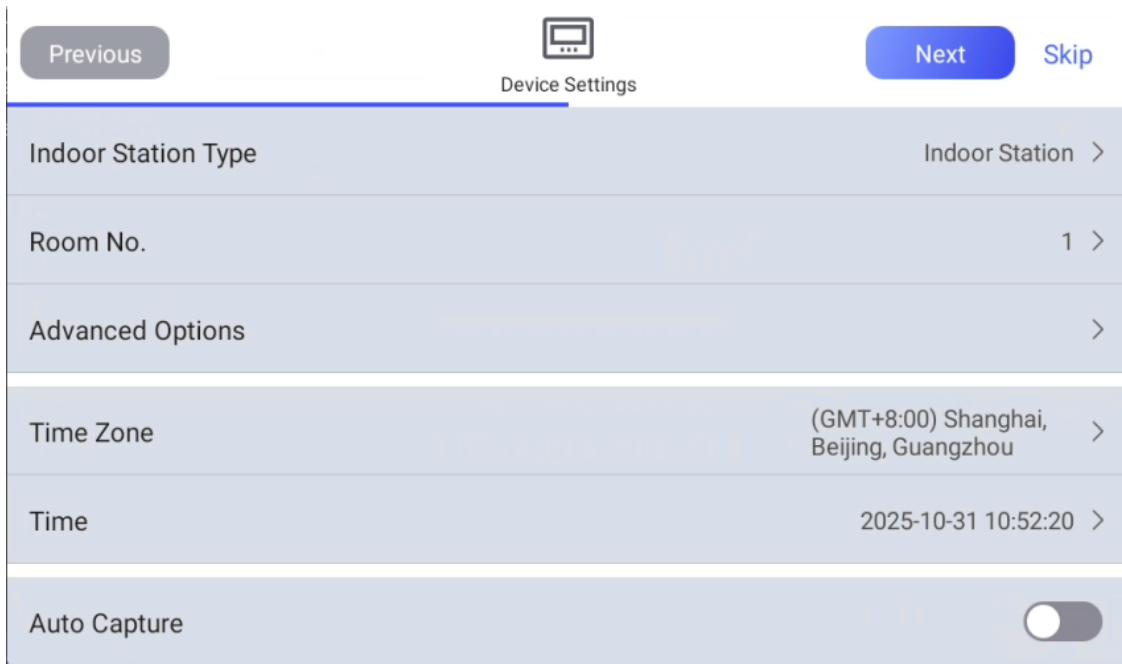 Previous
Device Settings
Next
Skip
Indoor Station Type
Indoor Station
Room No.
1
Advanced Options
Time Zone
(GMT+8:00) Shanghai,
Beijing, Guangzhou
Time
2025-10-31 10:52:20
Auto Capture